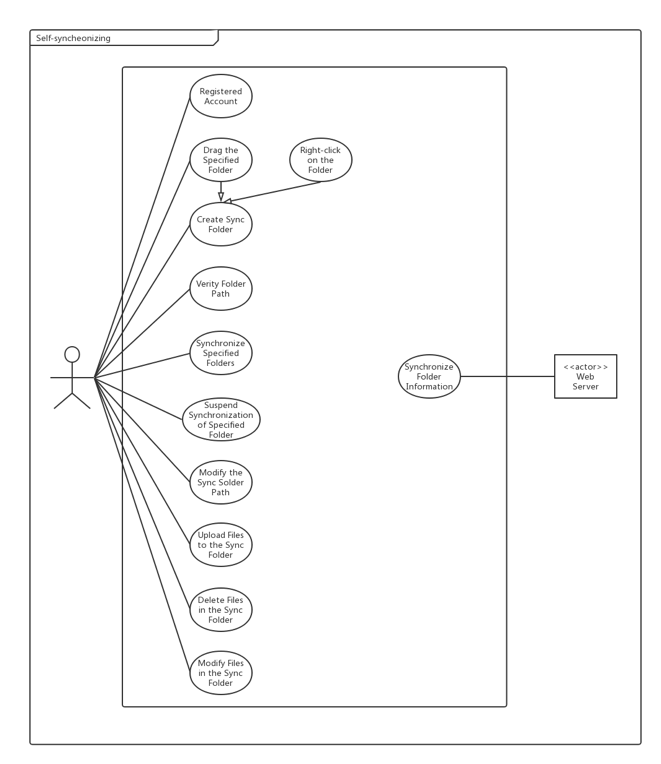 Self-syncheonizing
Registered
Account
Drag the
Specified
Folder
Right-click
on the
Folder
Create Sync
Folder
Verity Folder
Path
Synchronize
Specified
Folders
Synchronize
Folder
Information
<<actor>>
Web
Server
Suspend
Synchronization
of Specified
Folder
Modify the
Sync Solder
Path
Upload Files
to the Sync
Folder
Delete Files
in the Sync
Folder
Modify Files
in the Sync
Folder